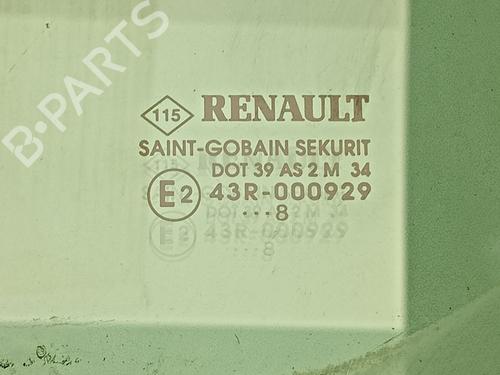 B-PARTS
115 RENAULT
SAINT-GOBAIN SEKURIT
DOT 39 AS 2 M 34
E2 43R-000929
...8